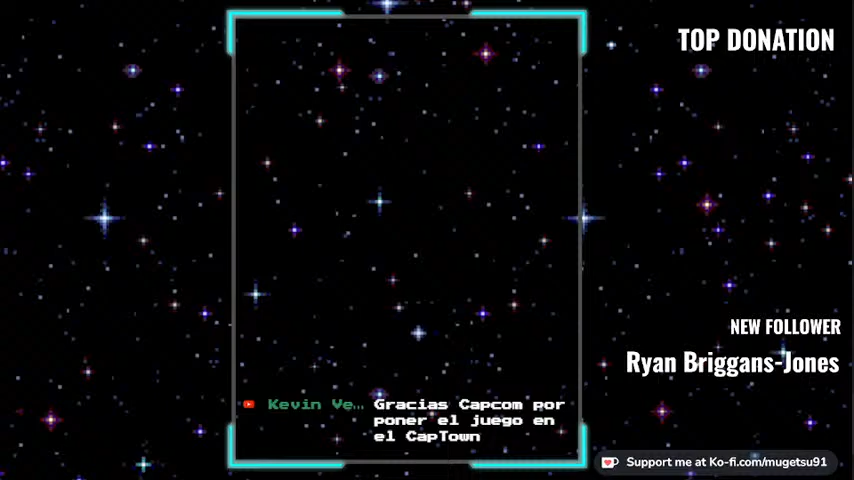 TOP DONATION
NEW FOLLOWER
Ryan Briggans-Jones
Kevin Ve… Gracias Capcom por
poner el juego en
el CapTown
Support me at Ko-fi.com/mugetsu91